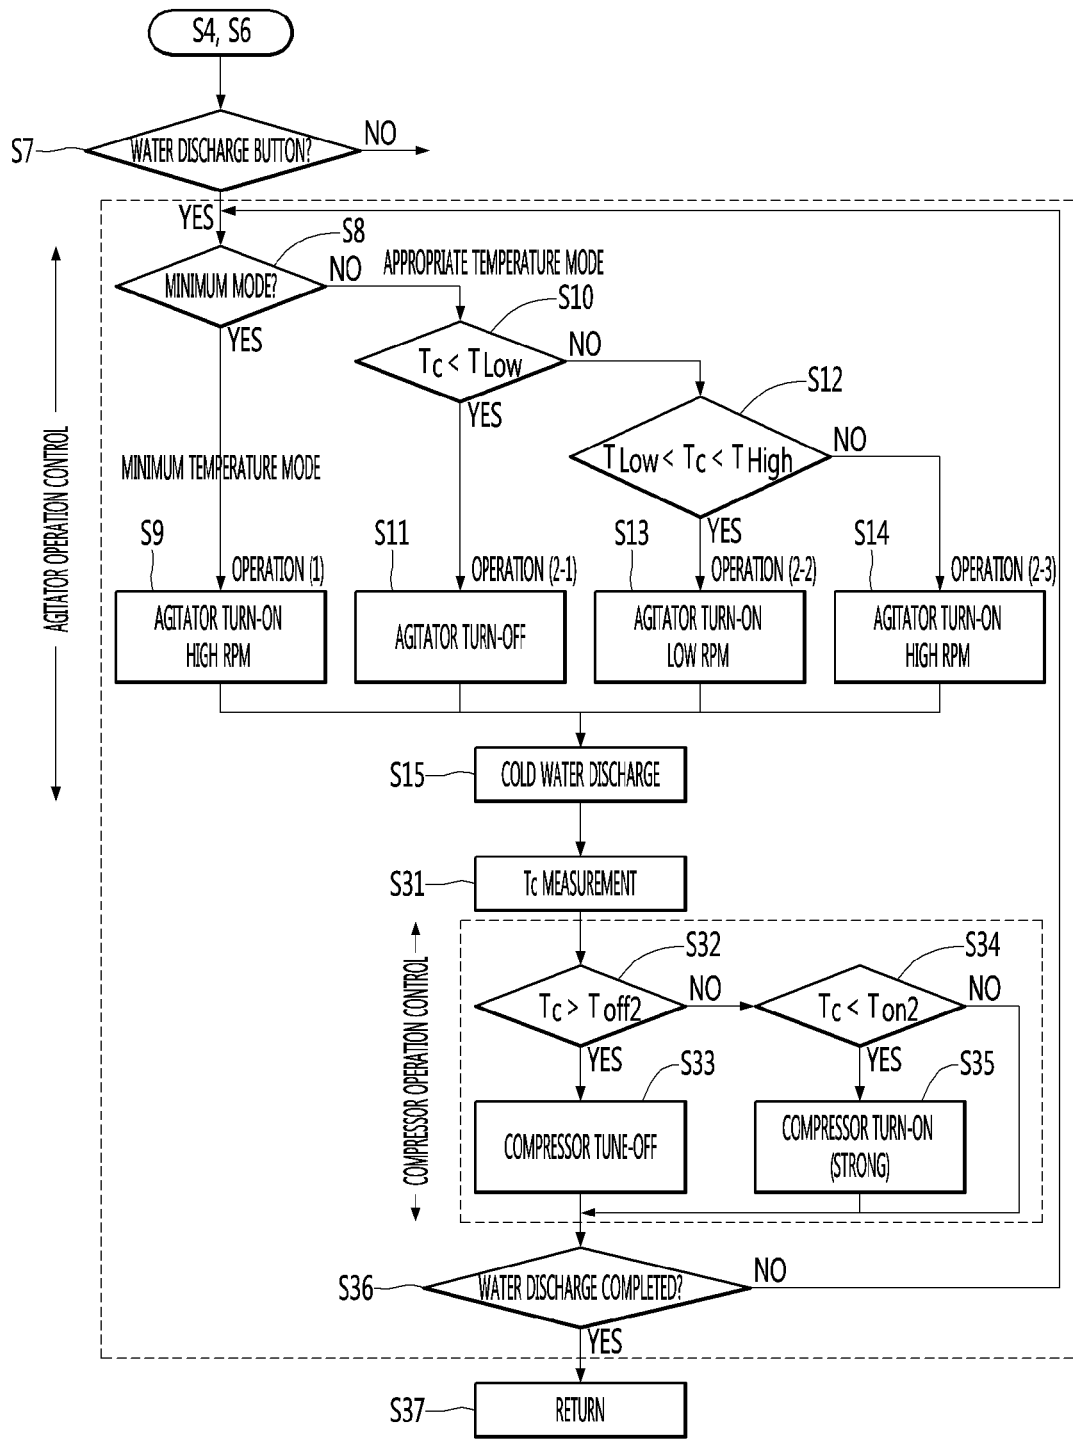 S4, S6
S7
WATER DISCHARGE BUTTON?
NO
YES
S8
MINIMUM MODE?
NO
APPROPRIATE TEMPERATURE MODE
YES
S10
Tc < TLow
NO
YES
S12
TLow < Tc < THigh
NO
YES
MINIMUM TEMPERATURE MODE
AGITATOR OPERATION CONTROL
S9
OPERATION (1)
AGITATOR TURN-ON
HIGH RPM
S11
OPERATION (2-1)
AGITATOR TURN-OFF
S13
OPERATION (2-2)
AGITATOR TURN-ON
LOW RPM
S14
OPERATION (2-3)
AGITATOR TURN-ON
HIGH RPM
S15
COLD WATER DISCHARGE
S31
Tc MEASUREMENT
COMPRESSOR OPERATION CONTROL
S32
Tc > Toff2
NO
YES
S34
Tc < Ton2
NO
YES
S33
COMPRESSOR TUNE-OFF
S35
COMPRESSOR TURN-ON
(STRONG)
S36
WATER DISCHARGE COMPLETED?
NO
YES
S37
RETURN